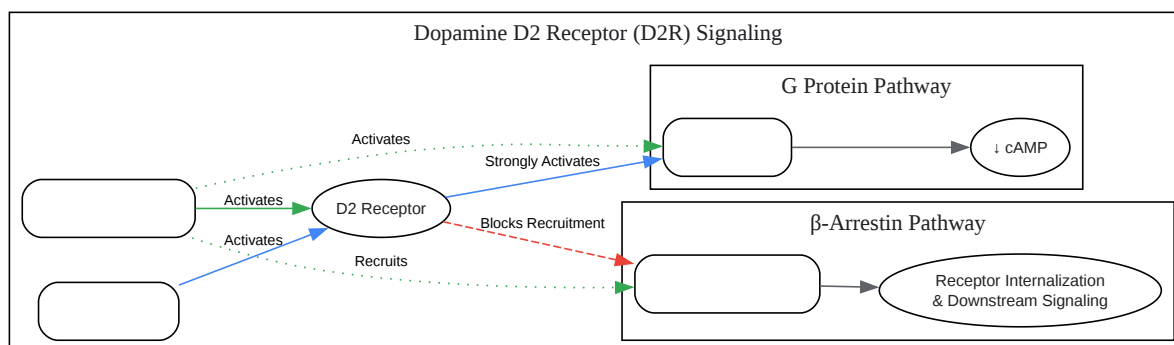 Dopamine D2 Receptor (D2R) Signaling
G Protein Pathway
Activates
Strongly Activates
↓ cAMP
Activates
D2 Receptor
Blocks Recruitment
β-Arrestin Pathway
Activates
Recruits
Receptor Internalization
& Downstream Signaling